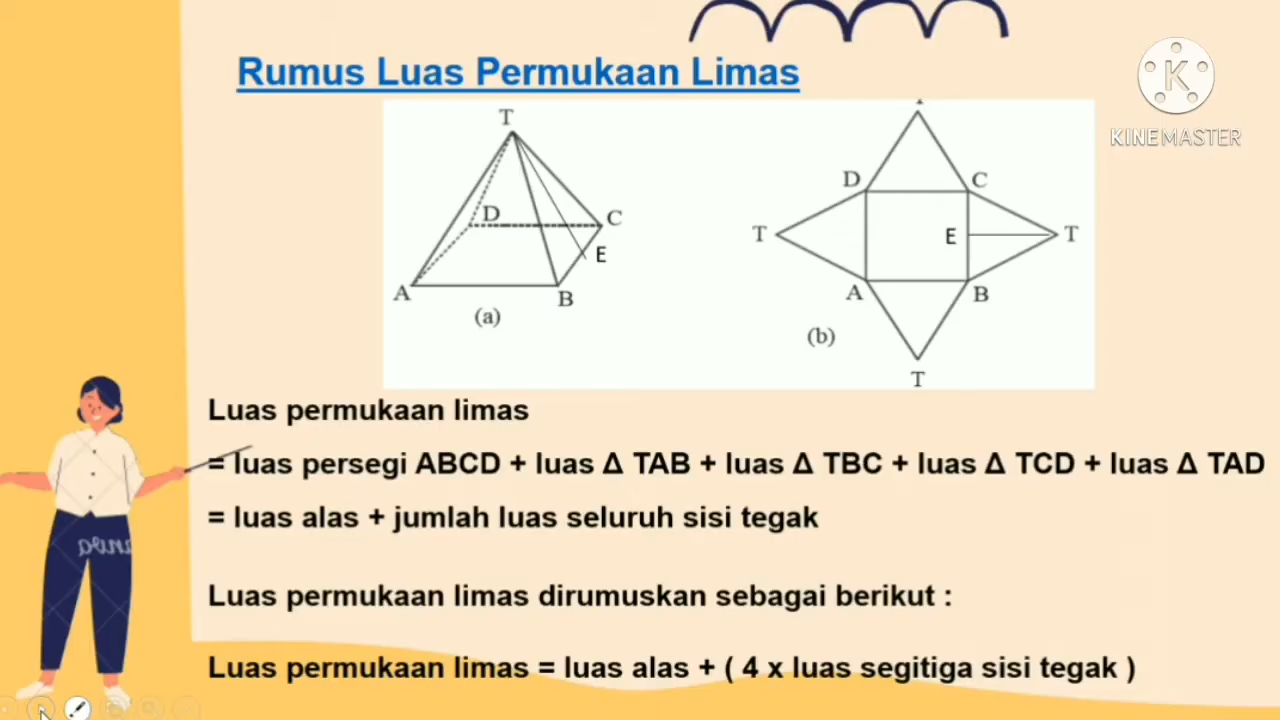 Rumus Luas Permukaan Limas
KINEMASTER
T
D
C
E
A
B
(a)
D
C
T
E
T
A
B
(b)
T
Luas permukaan limas
= luas persegi ABCD + luas Δ TAB + luas Δ TBC + luas Δ TCD + luas Δ TAD
= luas alas + jumlah luas seluruh sisi tegak
Luas permukaan limas dirumuskan sebagai berikut :
Luas permukaan limas = luas alas + ( 4 x luas segitiga sisi tegak )